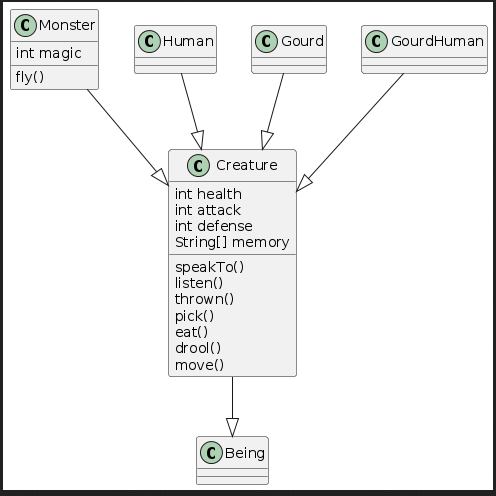 C Monster
int magic
fly()
C Human
C Gourd
C GourdHuman
C Creature
int health
int attack
int defense
String[] memory
speakTo()
listen()
thrown()
pick()
eat()
drool()
move()
C Being